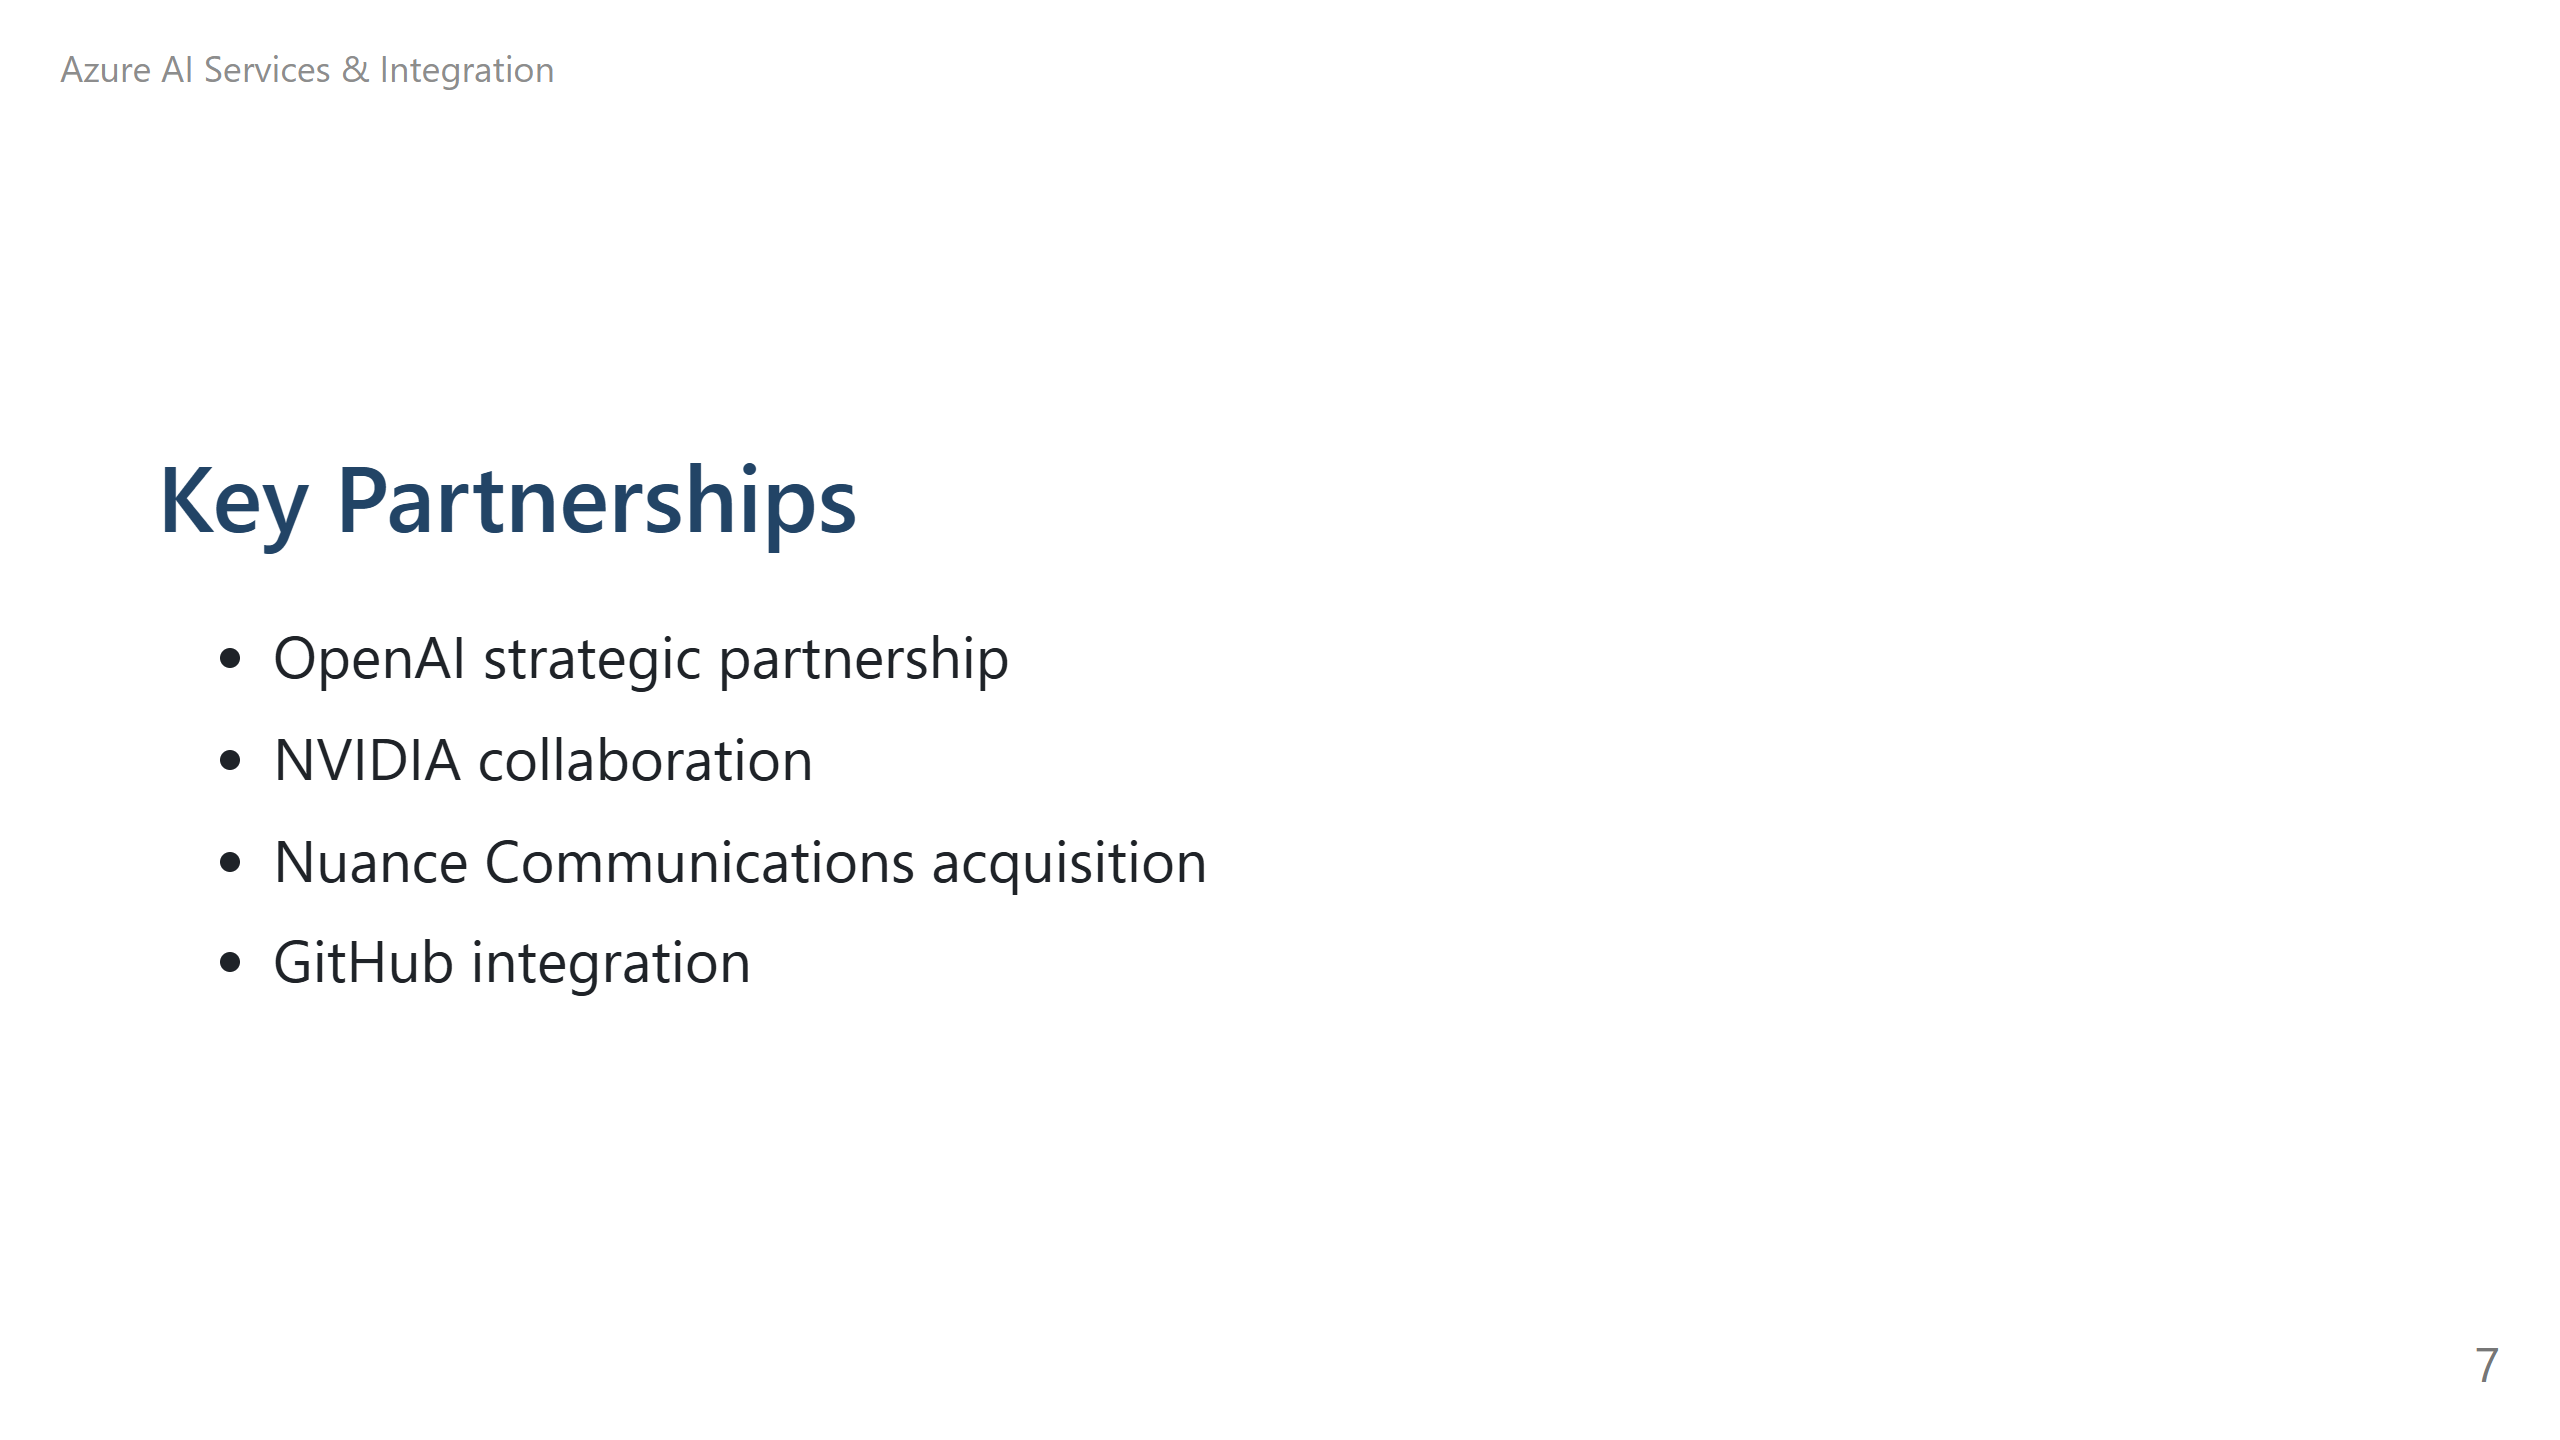 Azure AI Services & Integration
Key Partnerships
• OpenAI strategic partnership
• NVIDIA collaboration
• Nuance Communications acquisition
• GitHub integration
7